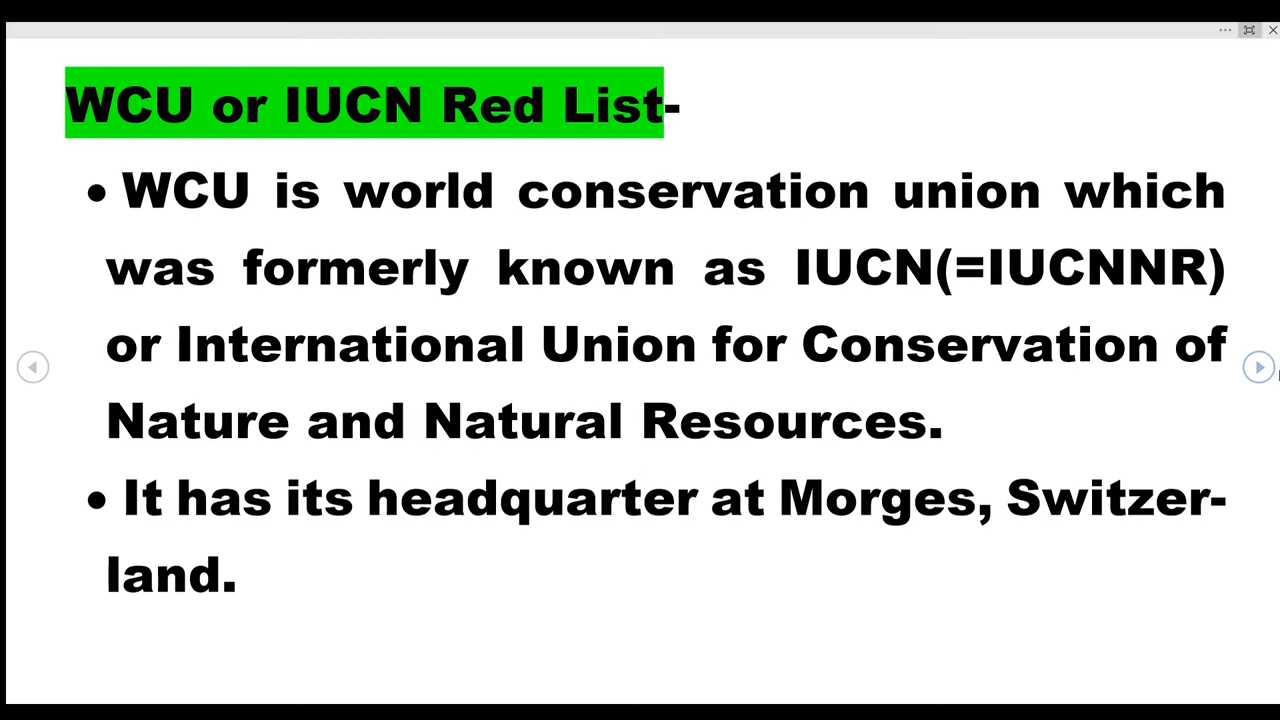 WCU or IUCN Red List-
• WCU is world conservation union which
was formerly known as IUCN(=IUCNNR)
or International Union for Conservation of
Nature and Natural Resources.
• It has its headquarter at Morges, Switzer-
land.